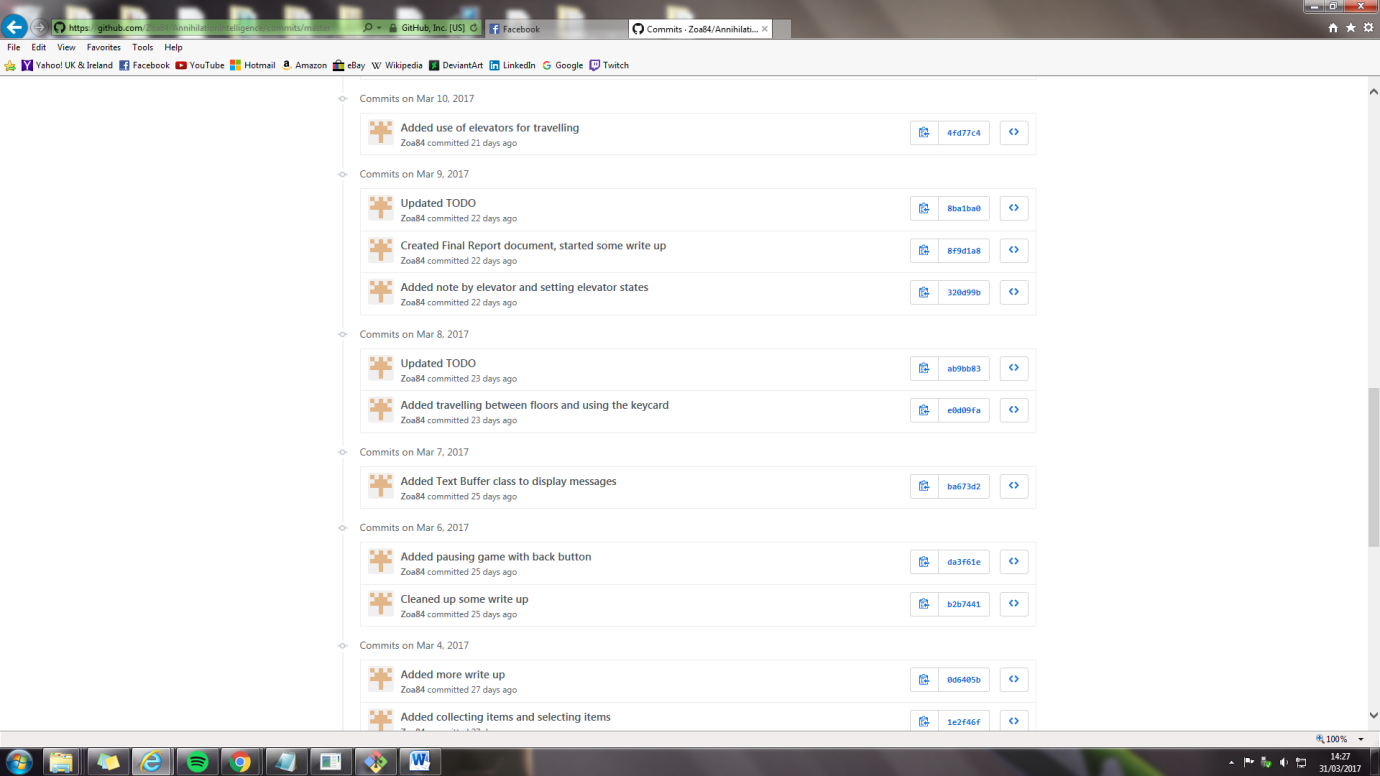 https://github.com/Zoa84/AnnihilationIntelligence/commits/master
GitHub, Inc. [US]
Facebook
Commits · Zoa84/Annihilati...
File Edit View Favorites Tools Help
Yahoo! UK & Ireland Facebook YouTube Hotmail Amazon eBay Wikipedia DeviantArt LinkedIn Google Twitch
Commits on Mar 10, 2017
Added use of elevators for travelling
4fd77c4
Zoa84 committed 21 days ago
Commits on Mar 9, 2017
Updated TODO
8ba1ba0
Zoa84 committed 22 days ago
Created Final Report document, started some write up
8f9d1a8
Zoa84 committed 22 days ago
Added note by elevator and setting elevator states
320d99b
Zoa84 committed 22 days ago
Commits on Mar 8, 2017
Updated TODO
ab9bb83
Zoa84 committed 23 days ago
Added travelling between floors and using the keycard
e0d09fa
Zoa84 committed 23 days ago
Commits on Mar 7, 2017
Added Text Buffer class to display messages
ba673d2
Zoa84 committed 25 days ago
Commits on Mar 6, 2017
Added pausing game with back button
da3f61e
Zoa84 committed 25 days ago
Cleaned up some write up
b2b7441
Zoa84 committed 25 days ago
Commits on Mar 4, 2017
Added more write up
0d6405b
Zoa84 committed 27 days ago
Added collecting items and selecting items
1e2f46f
100%
14:27
31/03/2017